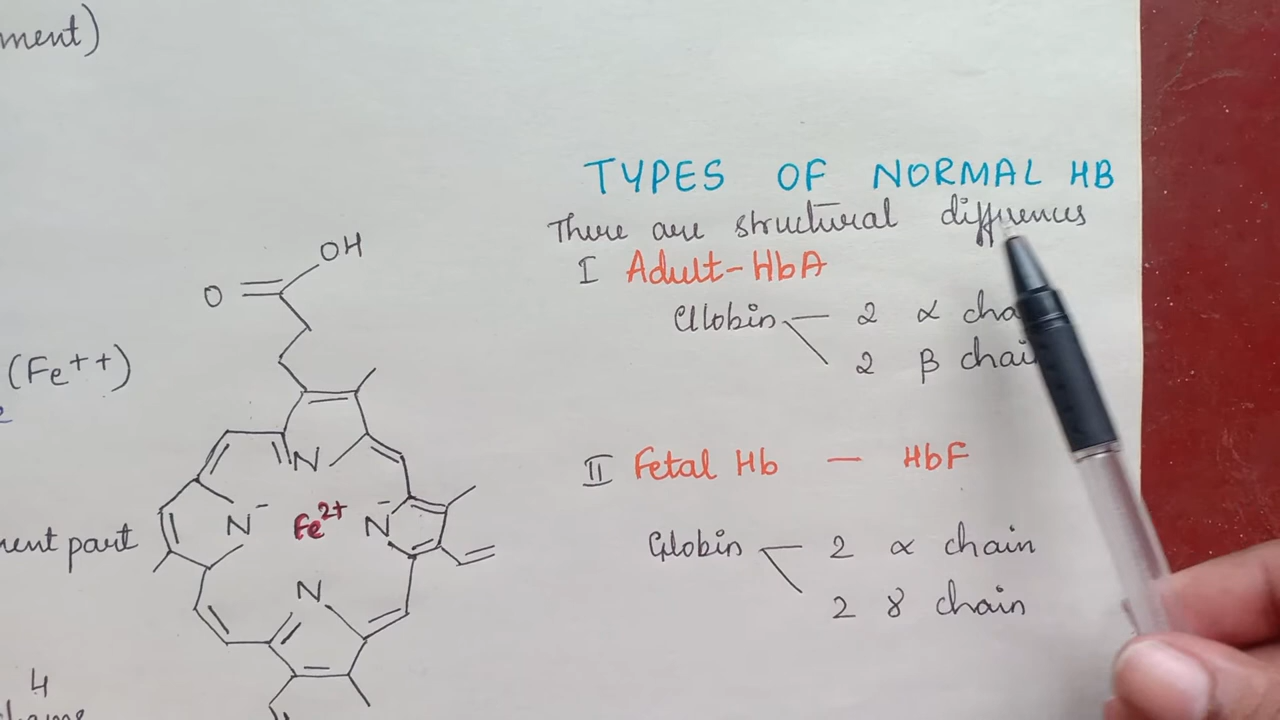 ment)
TYPES OF NORMAL HB
There are structural differences
I Adult-HbA
Globin — 2 α cha
2 β chai
(Fe++)
II Fetal Hb — HbF
Globin — 2 α chain
2 γ chain
nent part
OH
O
N
N⁻ Fe2+ N⁻
N
4